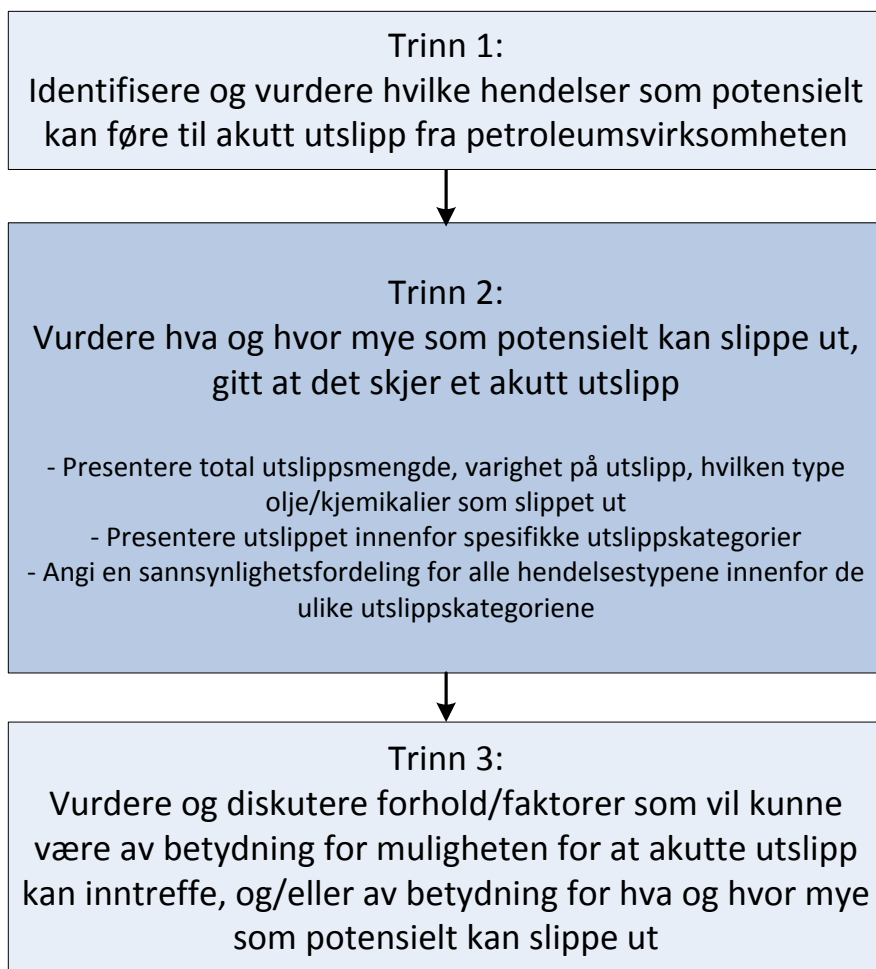 Trinn 1:
Identifisere og vurdere hvilke hendelser som potensielt
kan føre til akutt utslipp fra petroleumsvirksomheten
Trinn 2:
Vurdere hva og hvor mye som potensielt kan slippe ut,
gitt at det skjer et akutt utslipp
- Presentere total utslippsmengde, varighet på utslipp, hvilken type
olje/kjemikalier som slippet ut
- Presentere utslippet innenfor spesifikke utslippskategorier
- Angi en sannsynlighetsfordeling for alle hendelsestypene innenfor de
ulike utslippskategoriene
Trinn 3:
Vurdere og diskutere forhold/faktorer som vil kunne
være av betydning for muligheten for at akutte utslipp
kan inntreffe, og/eller av betydning for hva og hvor mye
som potensielt kan slippe ut